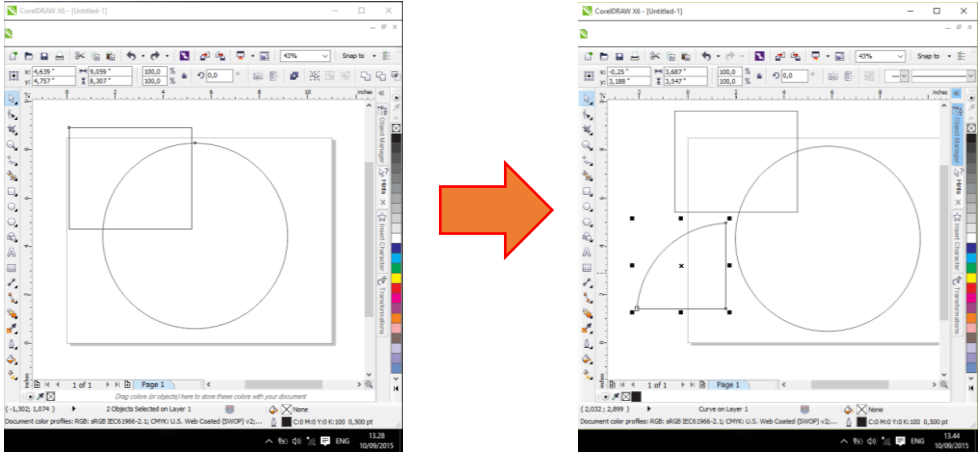 CorelDRAW X6 - [Untitled-1]
x: 4,639 " 9,059 " 100,0 % 0,0 °
y: 4,757 " 8,307 " 100,0 %
43%
Snap to
0 2 4 6 8 10 inches
Object Manager
Hints
Insert Character
Transformations
1 of 1 Page 1
Drag colors (or objects) here to store these colors with your document
(-1,302; 1,074 ) 2 Objects Selected on Layer 1 None
Document color profiles: RGB: sRGB IEC61966-2.1; CMYK: U.S. Web Coated (SWOP) v2;... C:0 M:0 Y:0 K:100 0,500 pt
ENG 13.28
10/09/2015
CorelDRAW X6 - [Untitled-1]
43%
Snap to
x: -0,25 " 3,687 " 100,0 % 0,0 °
y: 3,188 " 3,547 " 100,0 %
inches
Object Manager
Hints
Insert Character
Transformations
1 of 1 Page 1
(2,032 ; 2,899 ) Curve on Layer 1 None
Document color profiles: RGB: sRGB IEC61966-2.1; CMYK: U.S. Web Coated (SWOP) v2;... C:0 M:0 Y:0 K:100 0,500 pt
ENG 13.44
10/09/2015